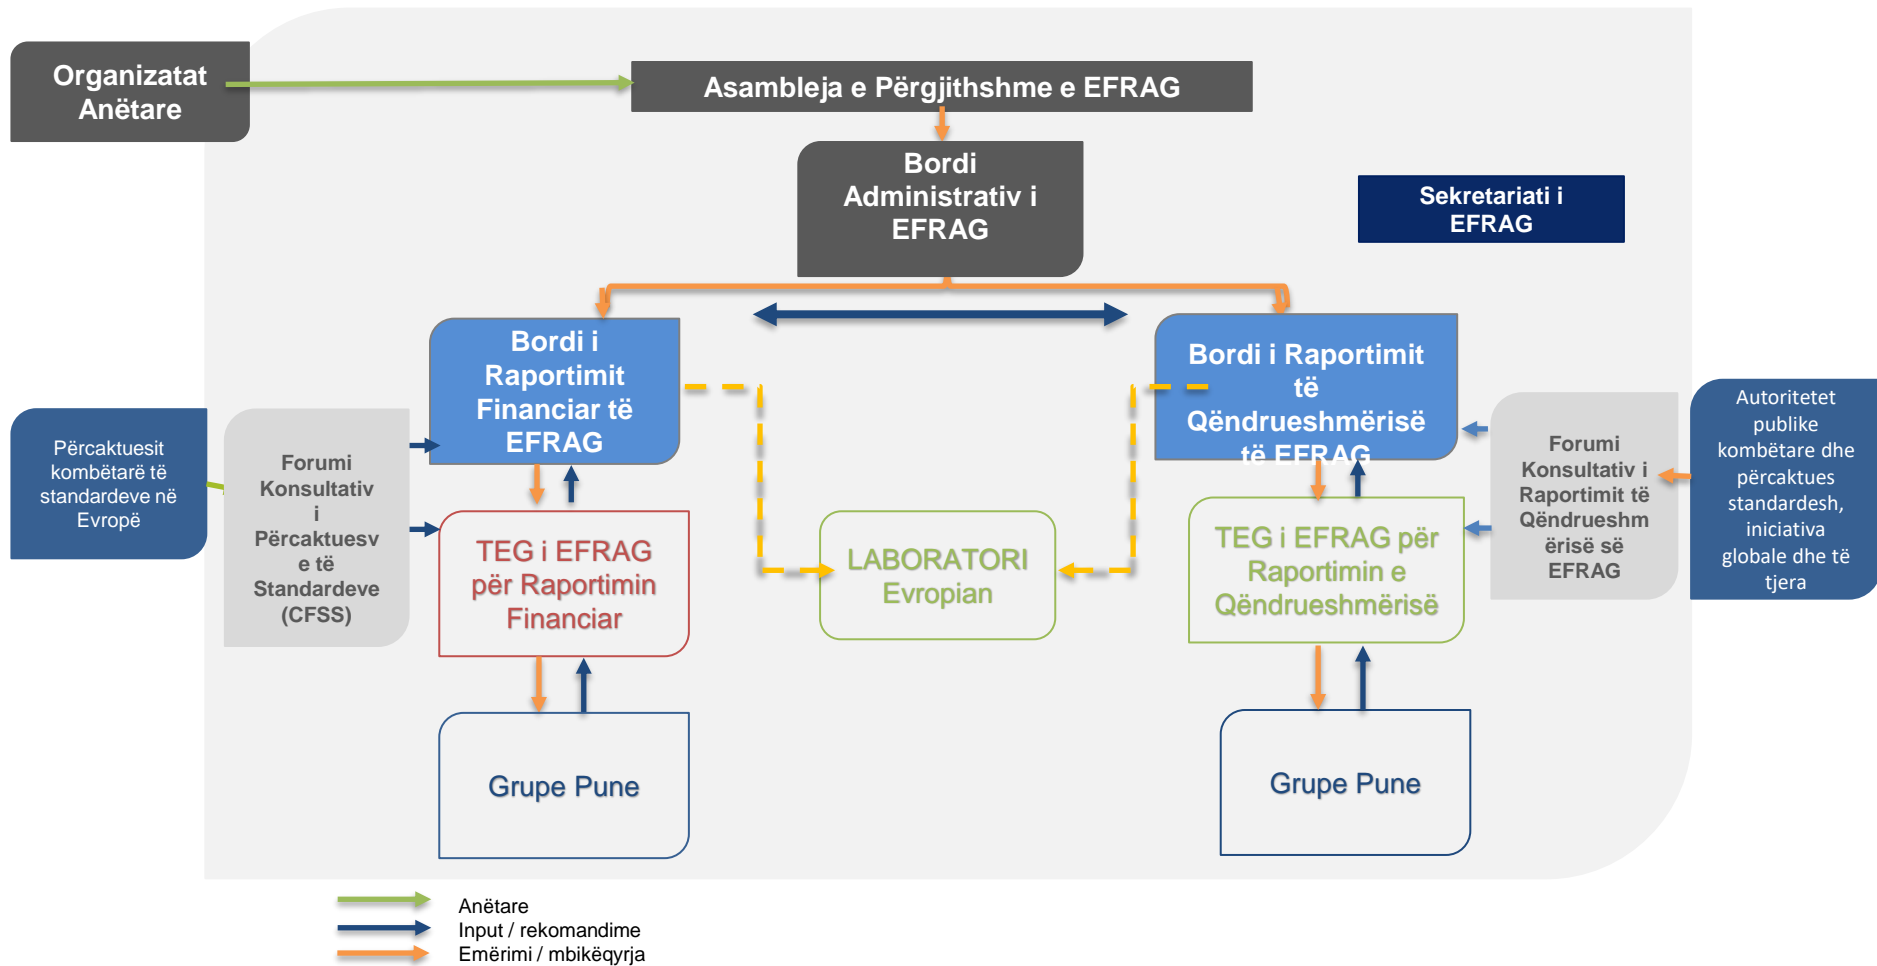 Organizatat
Anëtare
Asambleja e Përgjithshme e EFRAG
Bordi
Administrativ i
EFRAG
Sekretariati i
EFRAG
Bordi i
Raportimit
Financiar të
EFRAG
Bordi i Raportimit
të
Qëndrueshmërisë
të EFRAG
Përcaktuesit
kombëtarë të
standardeve në
Evropë
Forumi
Konsultativ
i
Përcaktuesv
e të
Standardeve
(CFSS)
TEG i EFRAG
për Raportimin
Financiar
LABORATORI
Evropian
TEG i EFRAG për
Raportimin e
Qëndrueshmërisë
Forumi
Konsultativ i
Raportimit të
Qëndrueshm
ërisë së
EFRAG
Autoritetet
publike
kombëtare dhe
përcaktues
standardesh,
iniciativa
globale dhe të
tjera
Grupe Pune
Grupe Pune
Anëtare
Input / rekomandime
Emërimi / mbikëqyrja